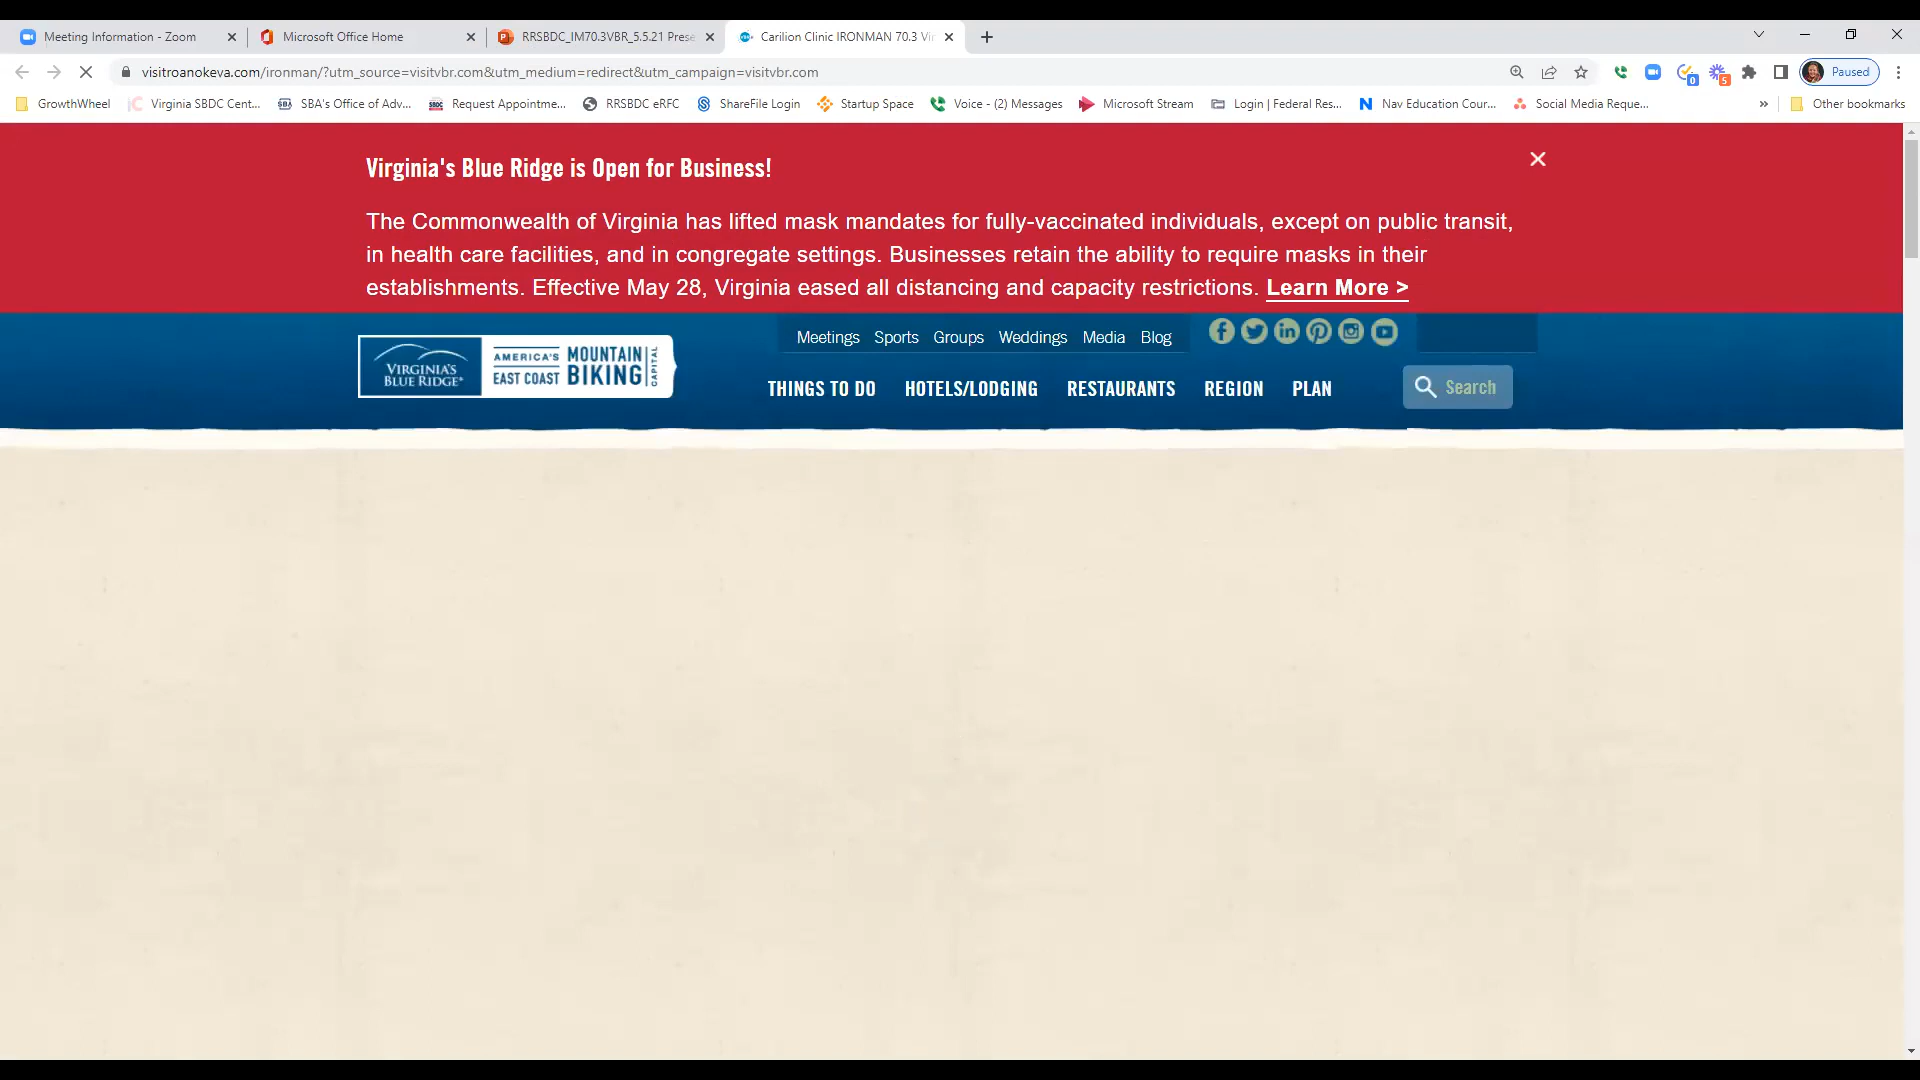 Meeting Information - Zoom
Microsoft Office Home
RRSBDC_IM70.3VBR_5.5.21 Prese
Carilion Clinic IRONMAN 70.3 Vi
visitroanokeva.com/ironman/?utm_source=visitvbr.com&utm_medium=redirect&utm_campaign=visitvbr.com
0
5
Paused
GrowthWheel
Virginia SBDC Cent...
SBA's Office of Adv...
Request Appointme...
RRSBDC eRFC
ShareFile Login
Startup Space
Voice - (2) Messages
Microsoft Stream
Login | Federal Res...
Nav Education Cour...
Social Media Reque...
»
Other bookmarks
Virginia's Blue Ridge is Open for Business!
The Commonwealth of Virginia has lifted mask mandates for fully-vaccinated individuals, except on public transit,
in health care facilities, and in congregate settings. Businesses retain the ability to require masks in their
establishments. Effective May 28, Virginia eased all distancing and capacity restrictions. Learn More >
Meetings Sports Groups Weddings Media Blog
VIRGINIA'S
BLUE RIDGE®
AMERICA'S
EAST COAST
MOUNTAIN
BIKING
CAPITAL
THINGS TO DO HOTELS/LODGING RESTAURANTS REGION PLAN
Search